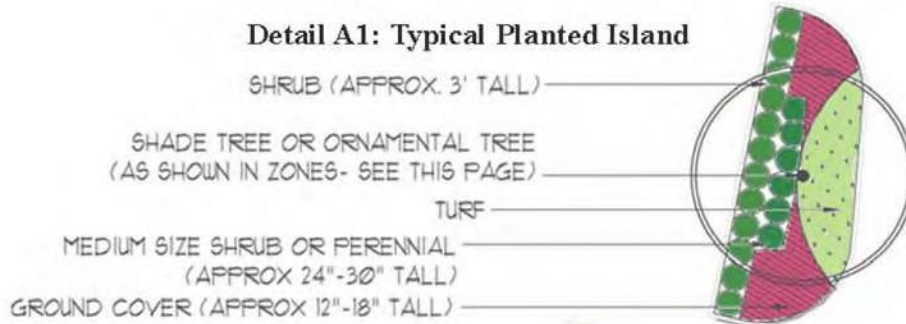 Detail A1: Typical Planted Island
SHRUB (APPROX. 3' TALL)
SHADE TREE OR ORNAMENTAL TREE
(AS SHOWN IN ZONES- SEE THIS PAGE)
TURF
MEDIUM SIZE SHRUB OR PERENNIAL
(APPROX 24"-30" TALL)
GROUND COVER (APPROX 12"-18" TALL)